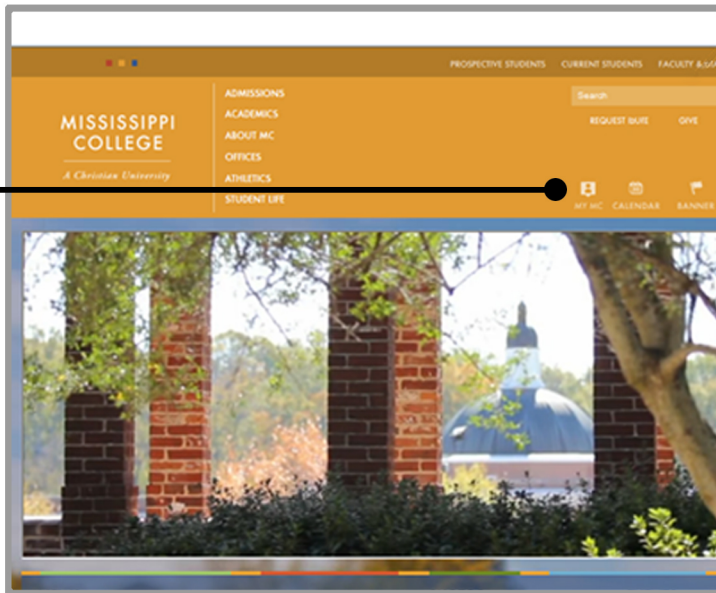 PROSPECTIVE STUDENTS CURRENT STUDENTS FACULTY &
Search
REQUEST GIVE
MISSISSIPPI
COLLEGE
A Christian University
ADMISSIONS
ACADEMICS
ABOUT MC
OFFICES
ATHLETICS
STUDENT LIFE
MY MC CALENDAR BANNER